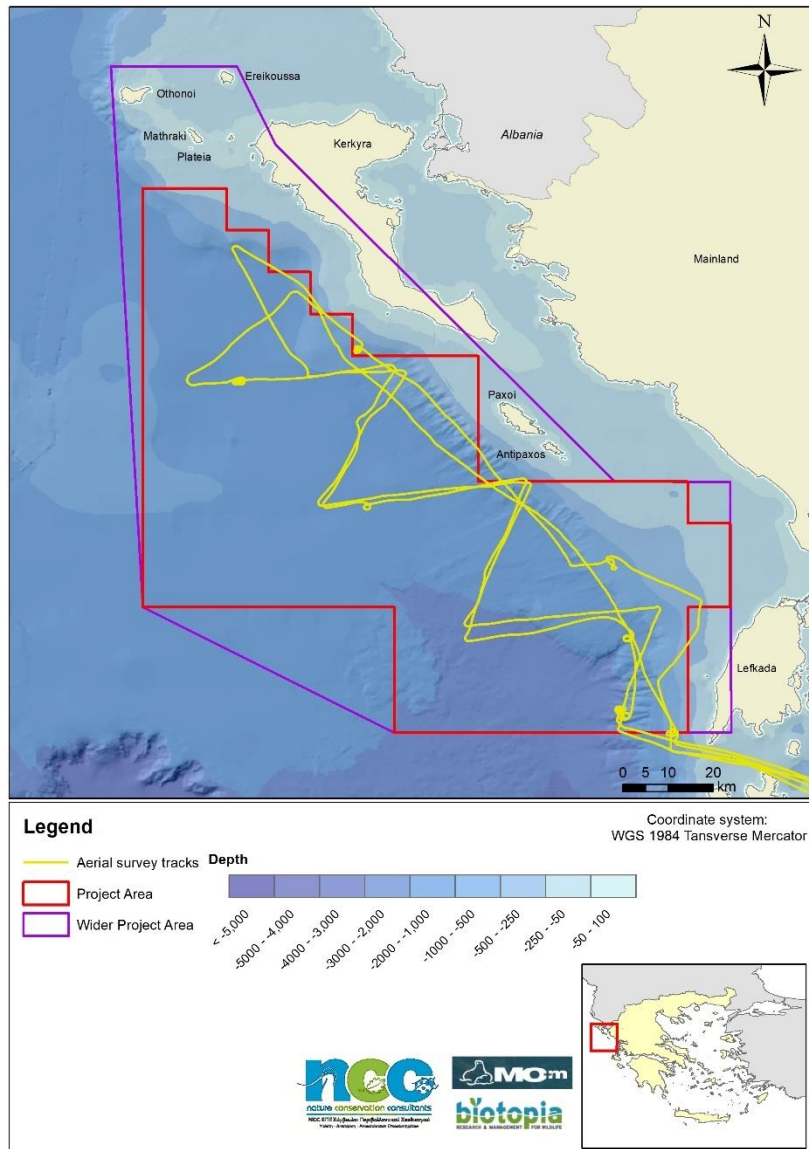 N
Ereikoussa
Othonoi
Mathraki
Plateia
Kerkyra
Albania
Mainland
Paxoi
Antipaxos
Lefkada
0 5 10 20
km
Legend
Aerial survey tracks
Project Area
Wider Project Area
Depth
< -5,000
-5000 - -4,000
-4000 - -3,000
-3000 - -2,000
-2000 - -1,000
-1000 - -500
-500 - -250
-250 - -50
-50 - 100
Coordinate system:
WGS 1984 Tansverse Mercator
ncc
nature conservation consultants
MOm
biotopia
RESEARCH & MANAGEMENT FOR WILDLIFE